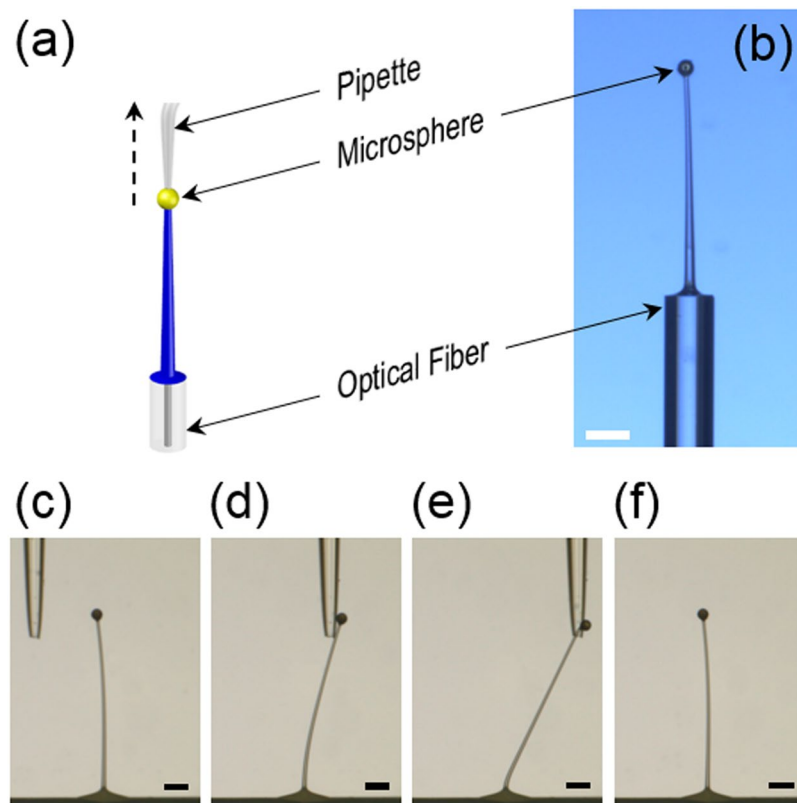 (a)
(b)
Pipette
Microsphere
Optical Fiber
(c)
(d)
(e)
(f)